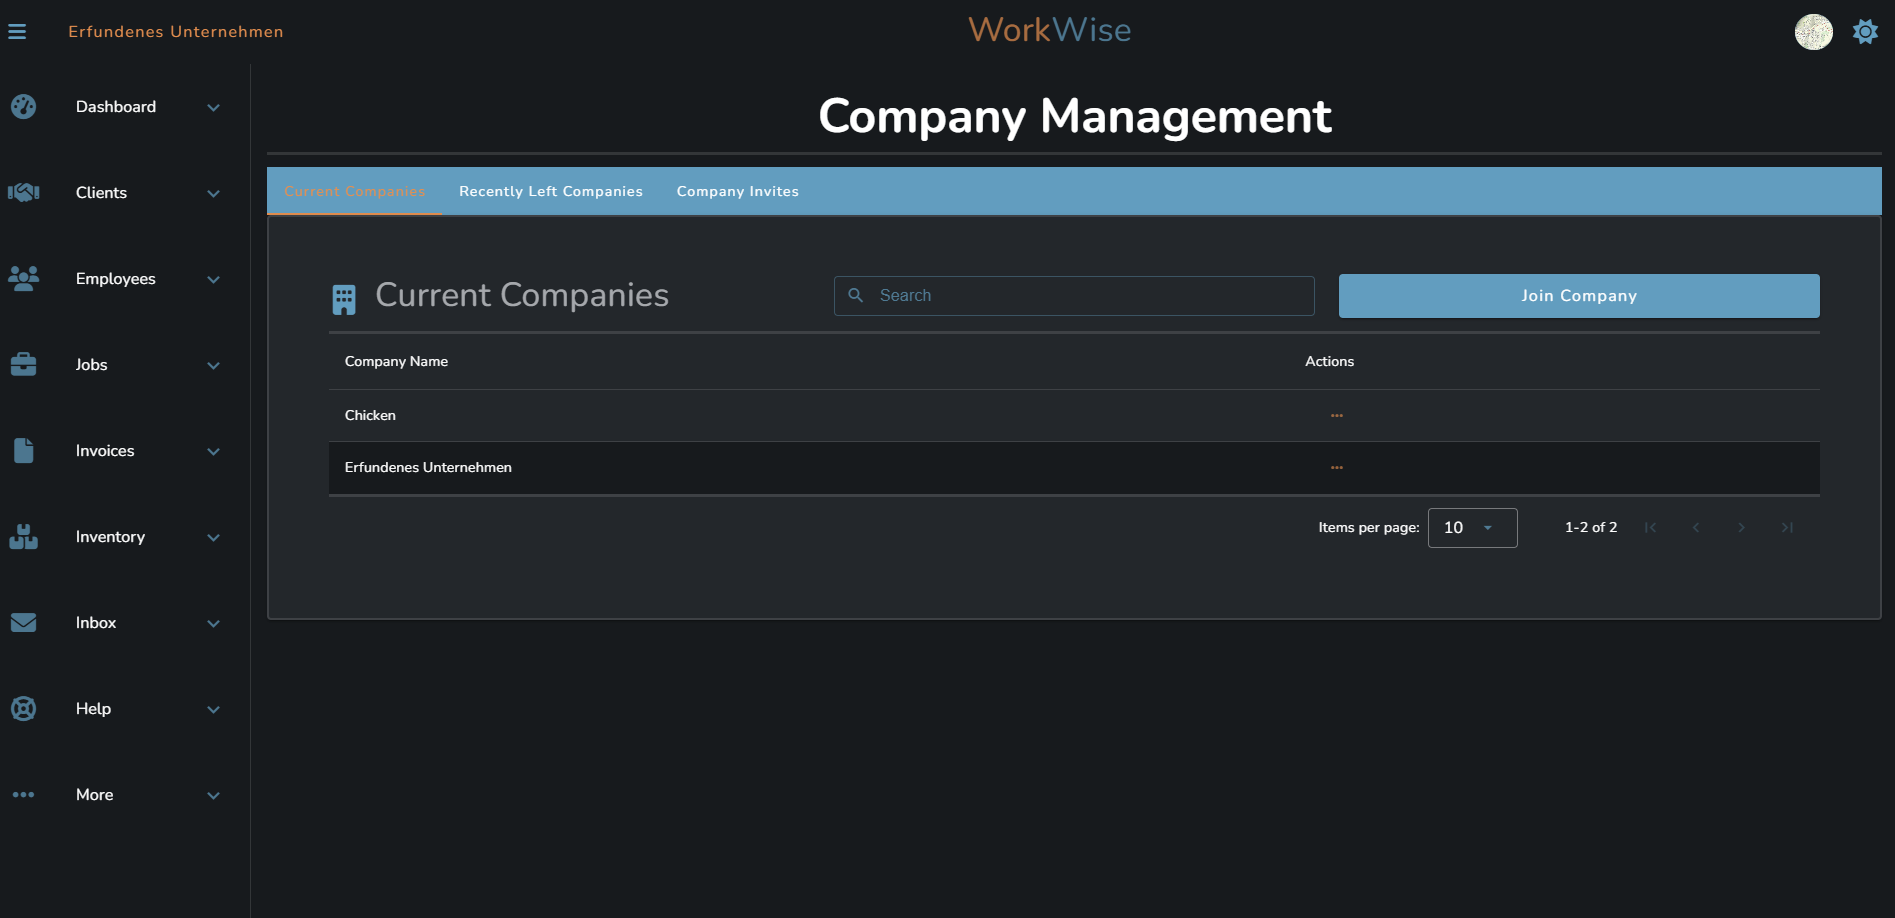 Erfundenes Unternehmen
WorkWise
Dashboard
Clients
Employees
Jobs
Invoices
Inventory
Inbox
Help
More
Company Management
Current Companies Recently Left Companies Company Invites
Current Companies
Search
Join Company
Company Name Actions
Chicken
Erfundenes Unternehmen
Items per page: 10 1-2 of 2